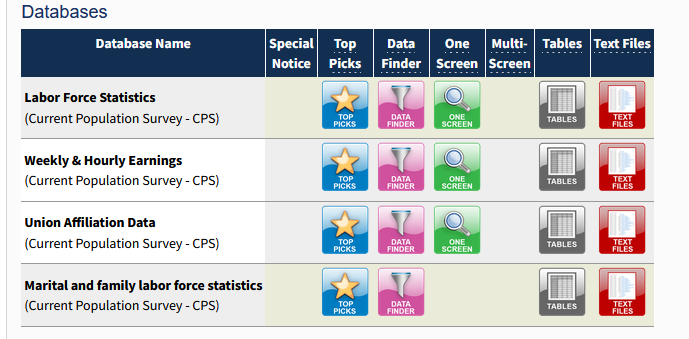 Databases
Database Name Special Notice Top Picks Data Finder One Screen Multi-Screen Tables Text Files
Labor Force Statistics
(Current Population Survey - CPS)
TOP PICKS DATA FINDER ONE SCREEN TABLES TEXT FILES
Weekly & Hourly Earnings
(Current Population Survey - CPS)
TOP PICKS DATA FINDER ONE SCREEN TABLES TEXT FILES
Union Affiliation Data
(Current Population Survey - CPS)
TOP PICKS DATA FINDER ONE SCREEN TABLES TEXT FILES
Marital and family labor force statistics
(Current Population Survey - CPS)
TOP PICKS DATA FINDER TABLES TEXT FILES